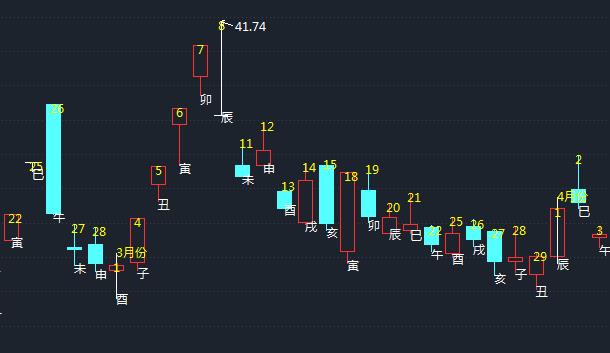 8 41.74
7
卯
6
辰
26
12
11
25
巳
5
寅
申
未
15
14
19
13
18
2
丑
4月份
21
20
酉
巳
1
22
4
午
戌
亥
卯
25
26
27
28
3月份
辰
巳
22
27
28
3
寅
午
酉
戌
午
29
未
申
1
子
寅
亥
子
辰
酉
丑